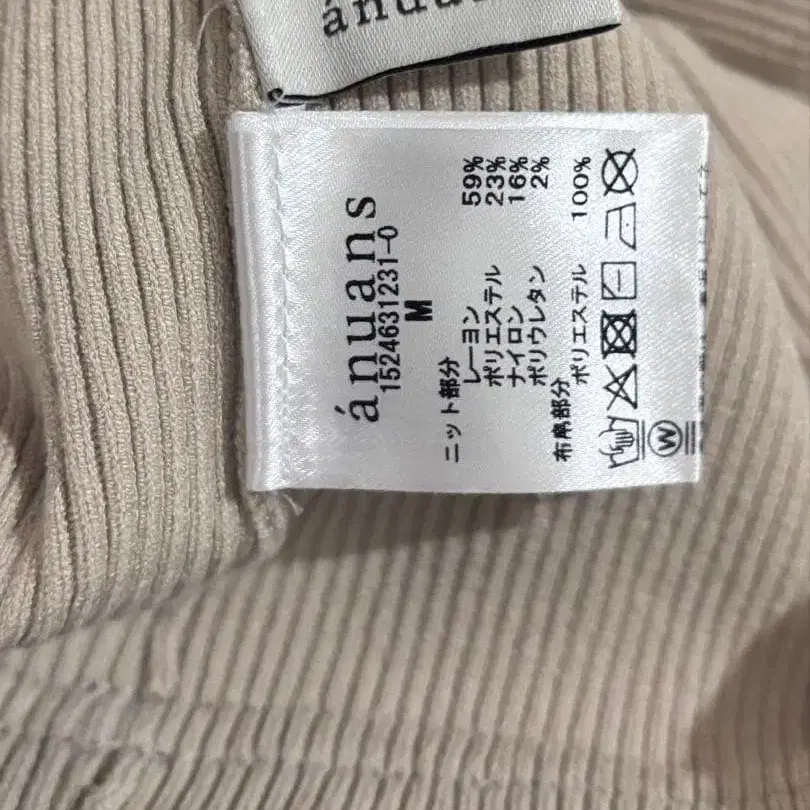 ánuans
ánuans
1524631231-0
M
ニット部分
レーヨン 59%
ポリエステル 23%
ナイロン 16%
ポリウレタン 2%
布帛部分
ポリエステル 100%
W